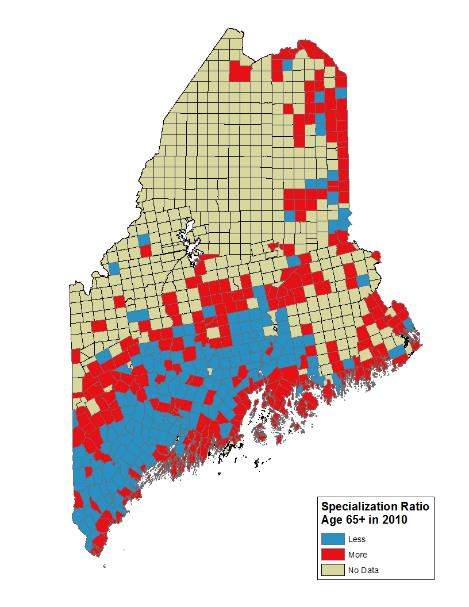 Specialization Ratio
Age 65+ in 2010
Less
More
No Data